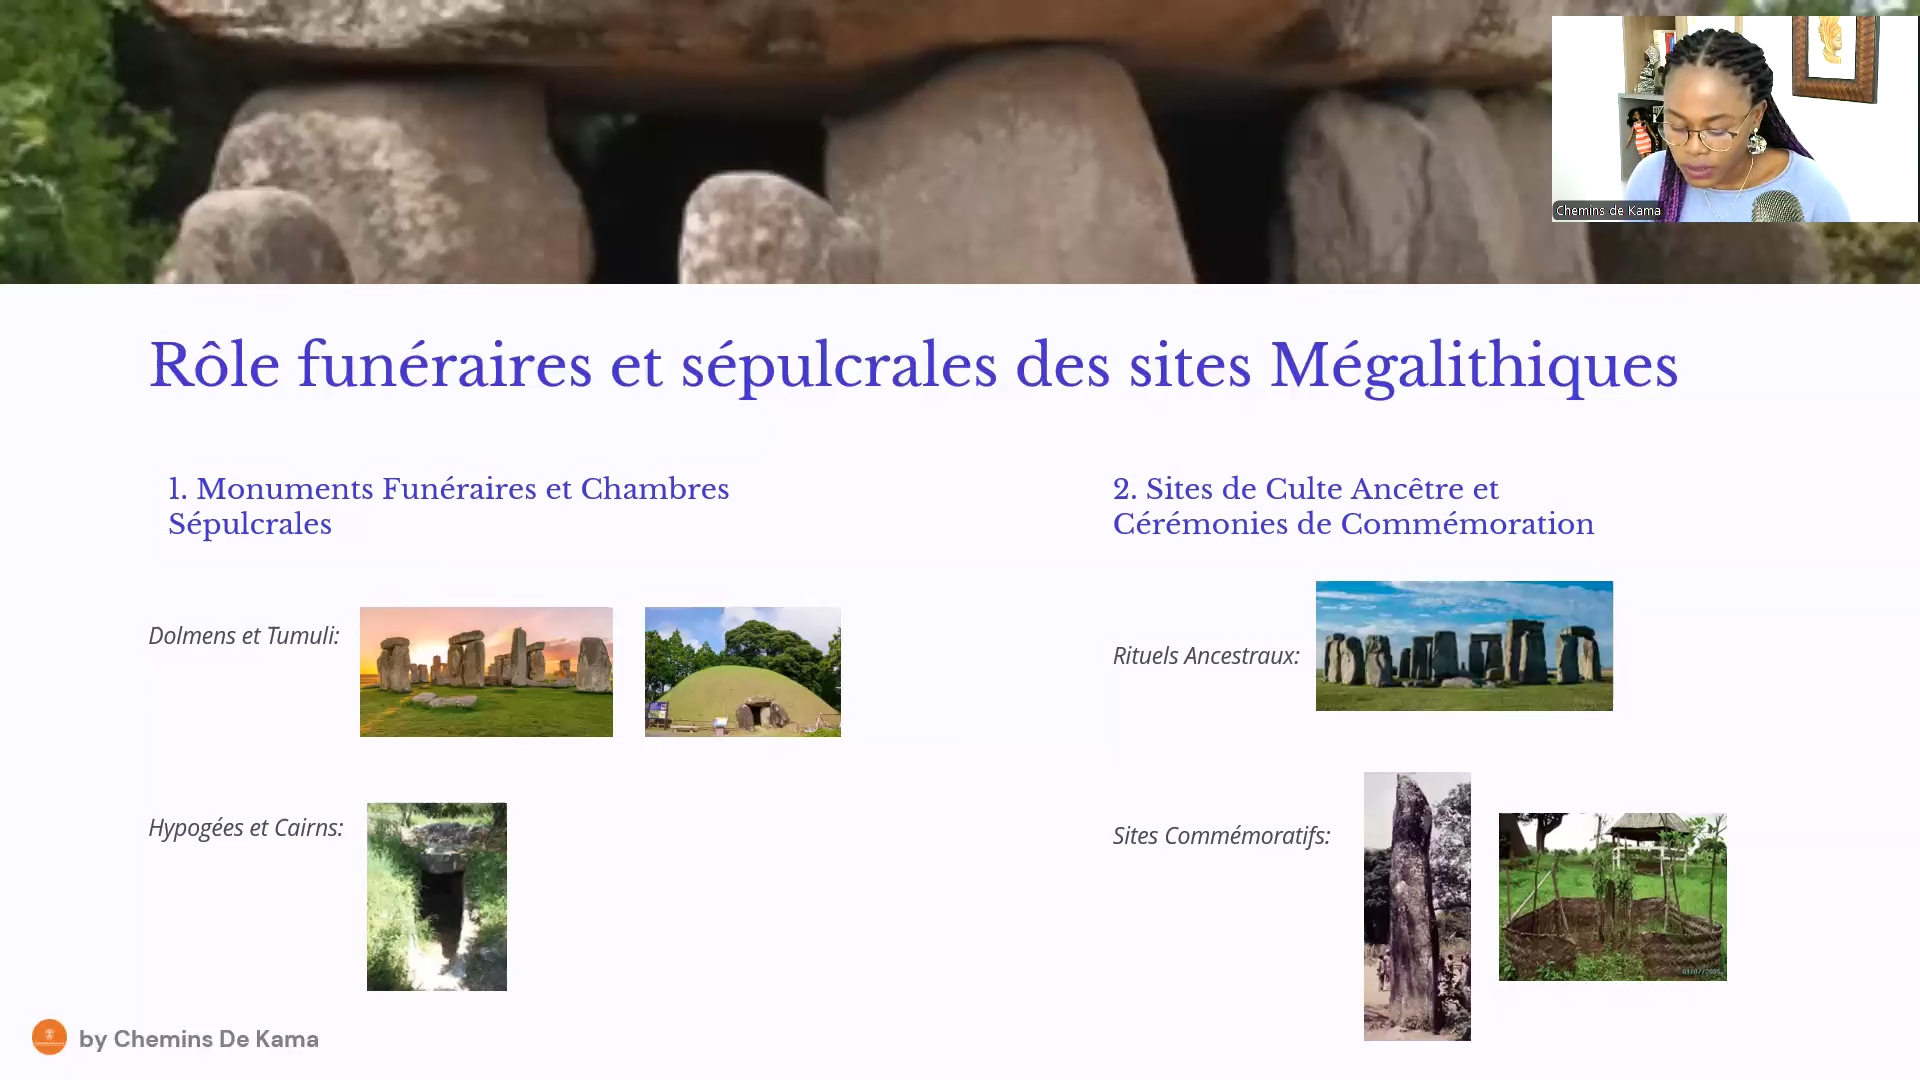 Chemins de Kama
Rôle funéraires et sépulcrales des sites Mégalithiques
1. Monuments Funéraires et Chambres
Sépulcrales
Dolmens et Tumuli:
Hypogées et Cairns:
2. Sites de Culte Ancêtre et
Cérémonies de Commémoration
Rituels Ancestraux:
Sites Commémoratifs:
by Chemins De Kama